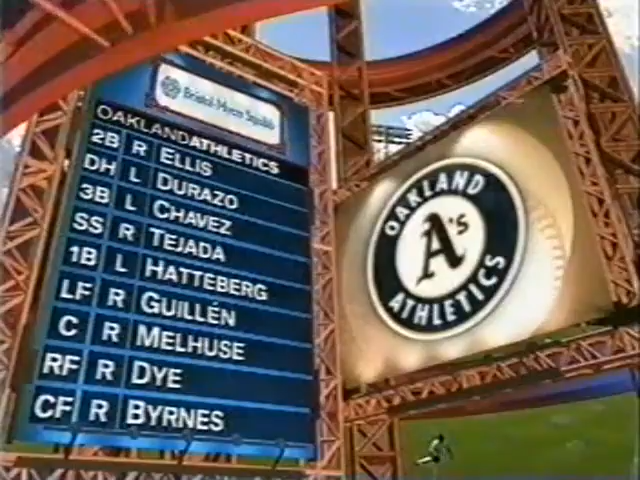 Bristol-Myers Squibb
OAKLAND ATHLETICS
2B R ELLIS
DH L DURAZO
3B L CHAVEZ
SS R TEJADA
1B L HATTEBERG
LF R GUILLÉN
C R MELHUSE
RF R DYE
CF R BYRNES
OAKLAND
A's
ATHLETICS